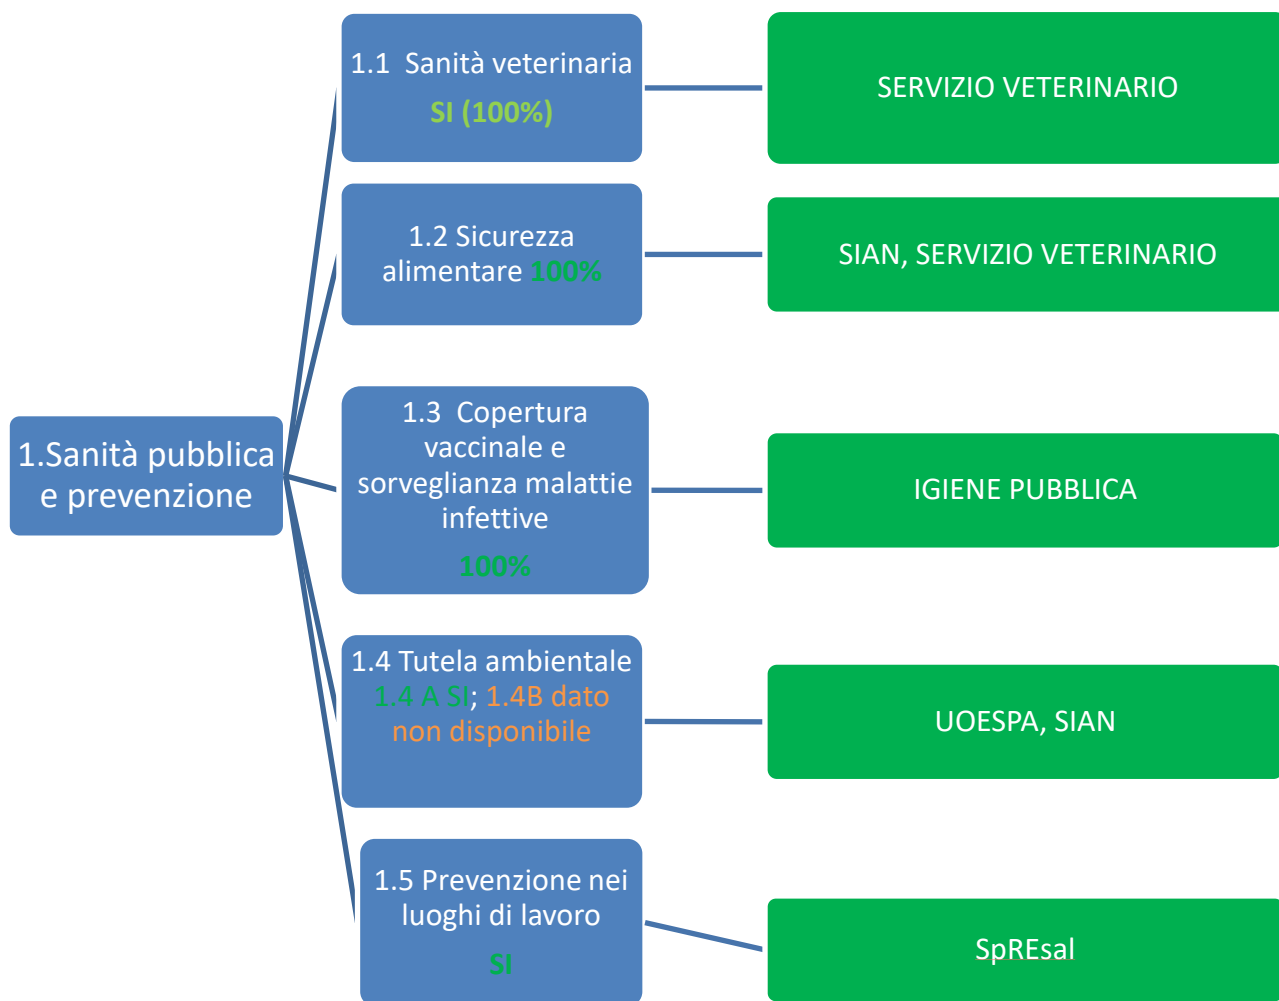 1.Sanità pubblica
e prevenzione
1.1 Sanità veterinaria
SI (100%)
SERVIZIO VETERINARIO
1.2 Sicurezza
alimentare 100%
SIAN, SERVIZIO VETERINARIO
1.3 Copertura
vaccinale e
sorveglianza malattie
infettive
100%
IGIENE PUBBLICA
1.4 Tutela ambientale
1.4 A SI; 1.4B dato
non disponibile
UOESPA, SIAN
1.5 Prevenzione nei
luoghi di lavoro
SI
SpREsal